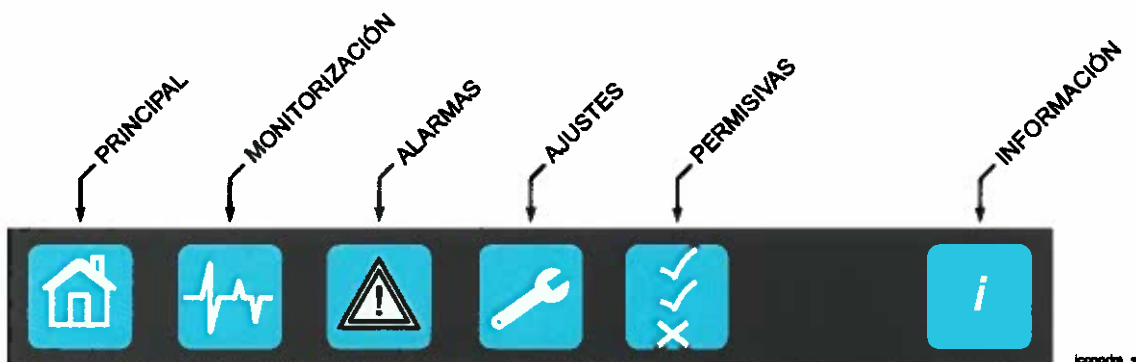 PRINCIPAL
MONITORIZACIÓN
ALARMAS
AJUSTES
PERMISIVAS
INFORMACIÓN
i